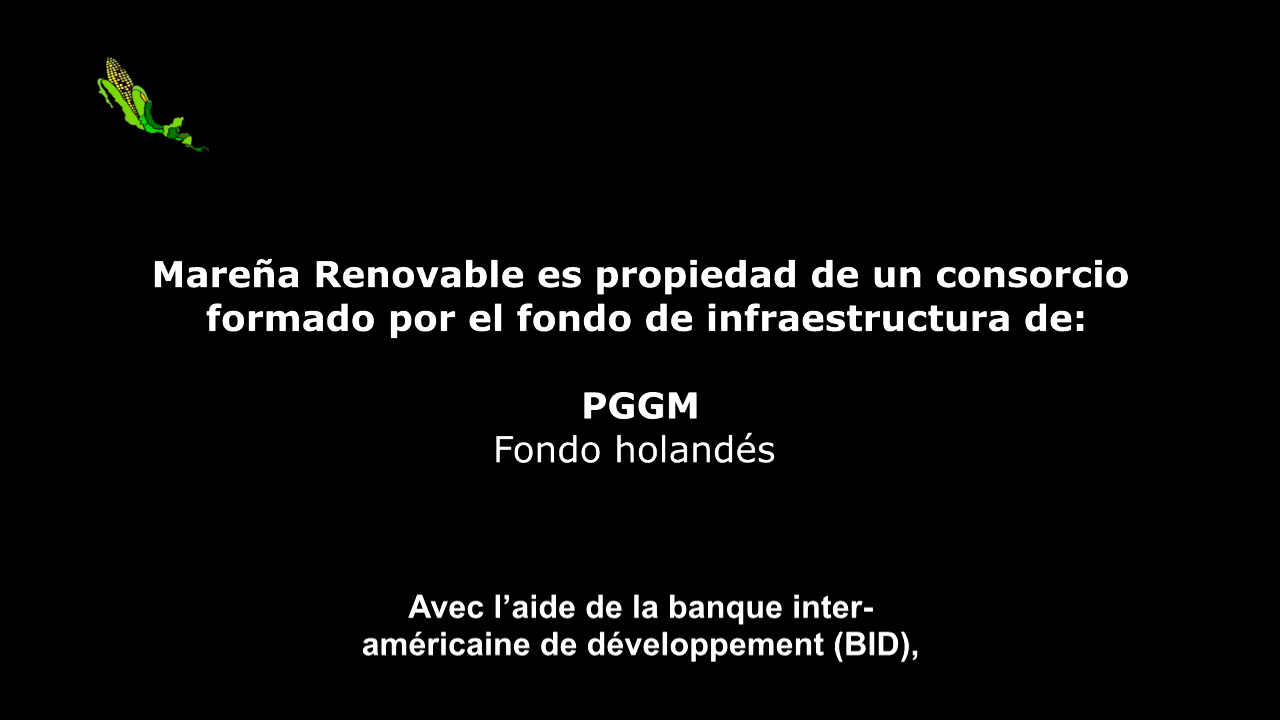 Mareña Renovable es propiedad de un consorcio
formado por el fondo de infraestructura de:
PGGM
Fondo holandés
Avec l’aide de la banque inter-
américaine de développement (BID),